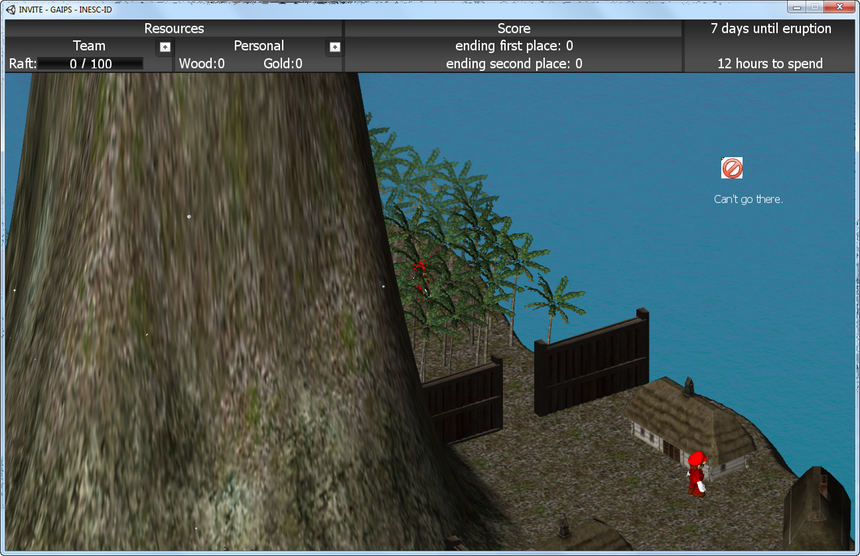 INVITE - GAIPS - INESC-ID
Resources
Score
7 days until eruption
Team
Personal
ending first place: 0
Raft: 0 / 100
Wood:0
Gold:0
ending second place: 0
12 hours to spend
Can't go there.